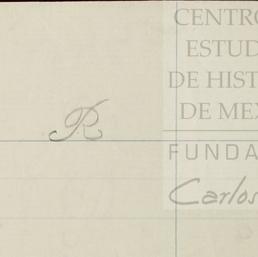 CENTRO
ESTUD
DE HIST
DE MEX
FUNDA
Carlos
R